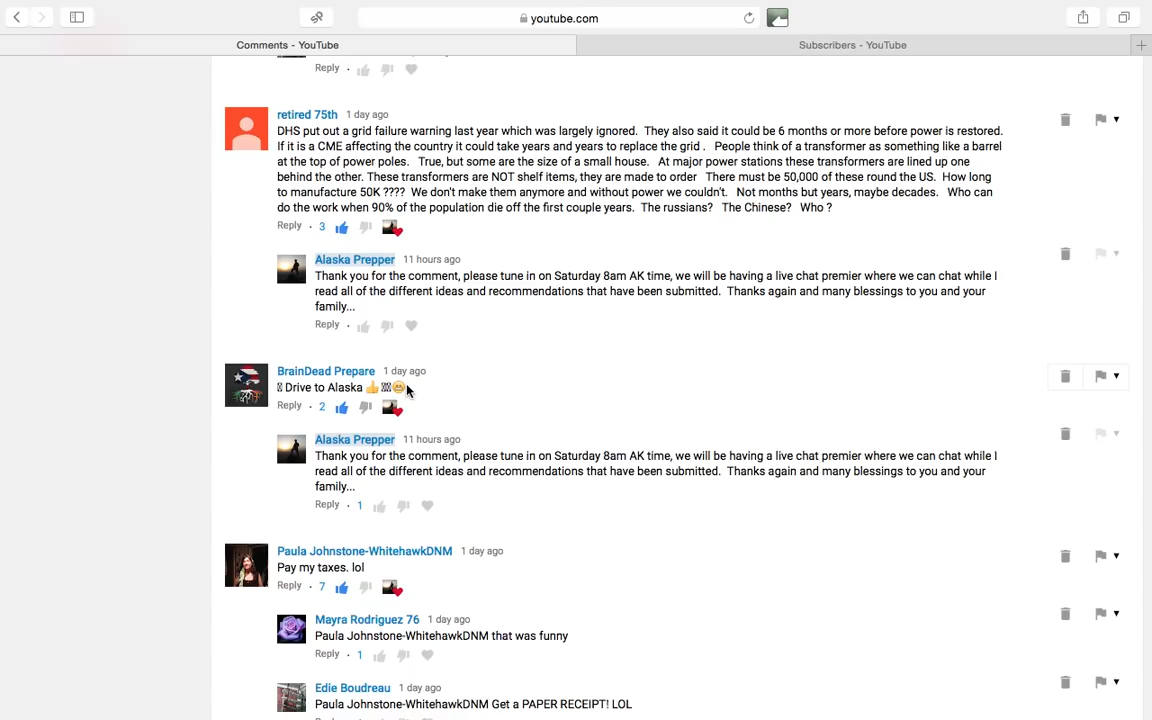 youtube.com
Comments - YouTube
Subscribers - YouTube
Reply ·
retired 75th 1 day ago
DHS put out a grid failure warning last year which was largely ignored. They also said it could be 6 months or more before power is restored.
If it is a CME affecting the country it could take years and years to replace the grid . People think of a transformer as something like a barrel
at the top of power poles. True, but some are the size of a small house. At major power stations these transformers are lined up one
behind the other. These transformers are NOT shelf items, they are made to order There must be 50,000 of these round the US. How long
to manufacture 50K ???? We don't make them anymore and without power we couldn't. Not months but years, maybe decades. Who can
do the work when 90% of the population die off the first couple years. The russians? The Chinese? Who ?
Reply · 3
Alaska Prepper 11 hours ago
Thank you for the comment, please tune in on Saturday 8am AK time, we will be having a live chat premier where we can chat while I
read all of the different ideas and recommendations that have been submitted. Thanks again and many blessings to you and your
family...
Reply ·
BrainDead Prepare 1 day ago
Drive to Alaska 👍 😁
Reply · 2
Alaska Prepper 11 hours ago
Thank you for the comment, please tune in on Saturday 8am AK time, we will be having a live chat premier where we can chat while I
read all of the different ideas and recommendations that have been submitted. Thanks again and many blessings to you and your
family...
Reply · 1
Paula Johnstone-WhitehawkDNM 1 day ago
Pay my taxes. lol
Reply · 7
Mayra Rodriguez 76 1 day ago
Paula Johnstone-WhitehawkDNM that was funny
Reply · 1
Edie Boudreau 1 day ago
Paula Johnstone-WhitehawkDNM Get a PAPER RECEIPT! LOL